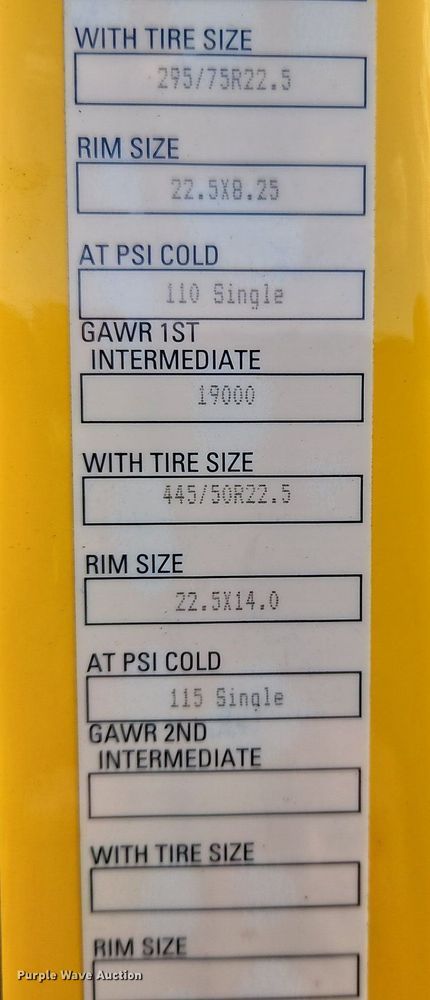 WITH TIRE SIZE
295/75R22.5
RIM SIZE
22.5X8.25
AT PSI COLD
110 Single
GAWR 1ST
INTERMEDIATE
19000
WITH TIRE SIZE
445/50R22.5
RIM SIZE
22.5X14.0
AT PSI COLD
115 Single
GAWR 2ND
INTERMEDIATE
WITH TIRE SIZE
RIM SIZE
Purple Wave Auction